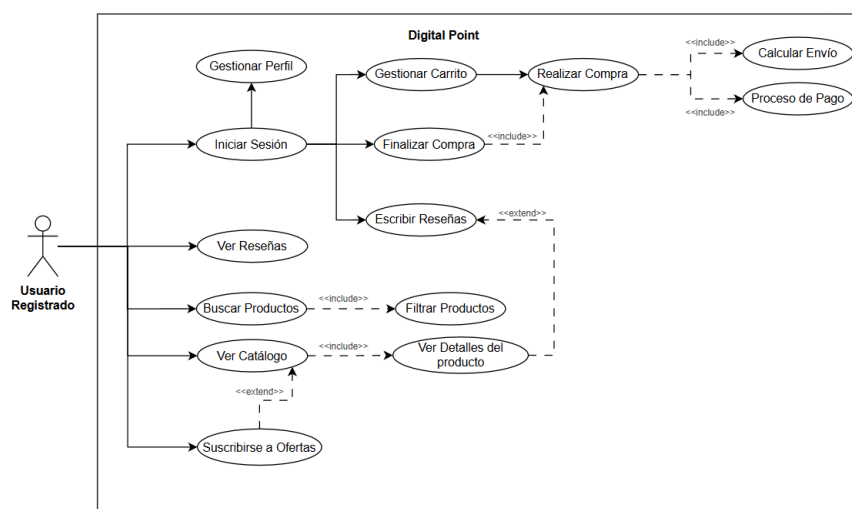 Digital Point
Gestionar Perfil
Gestionar Carrito
Realizar Compra
<<include>>
Calcular Envío
Proceso de Pago
<<include>>
Iniciar Sesión
Finalizar Compra
<<include>>
Escribir Reseñas
<<extend>>
Ver Reseñas
Usuario
Registrado
Buscar Productos
<<include>>
Filtrar Productos
Ver Catálogo
<<include>>
Ver Detalles del
producto
<<extend>>
Suscribirse a Ofertas